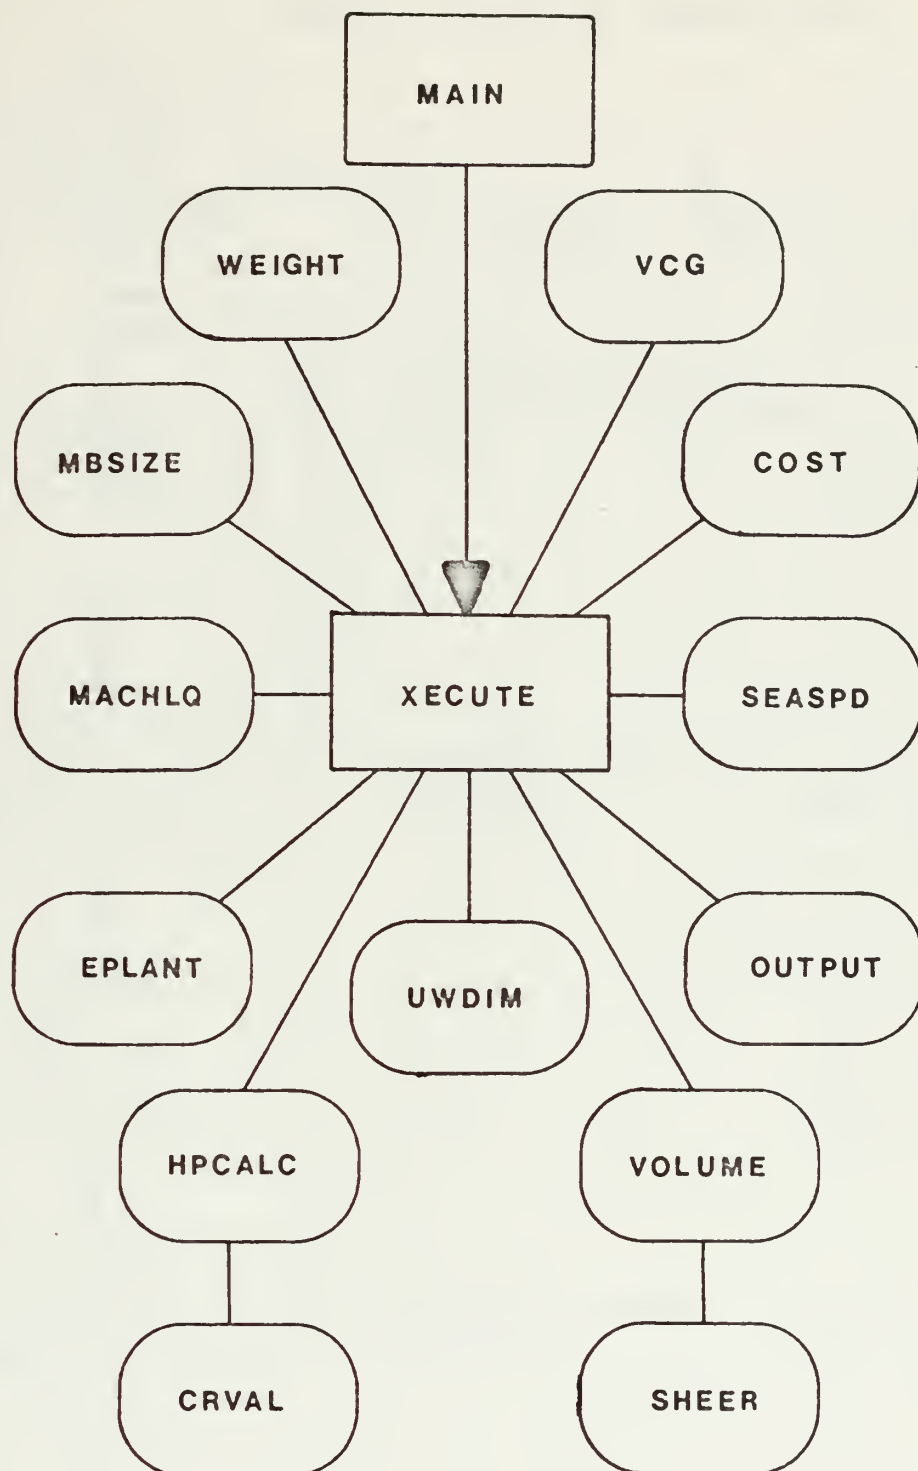 MAIN
WEIGHT
VCG
MBSIZE
COST
MACHLQ
XECUTE
SEASPD
EPLANT
UWDIM
OUTPUT
HPCALC
VOLUME
CRVAL
SHEER